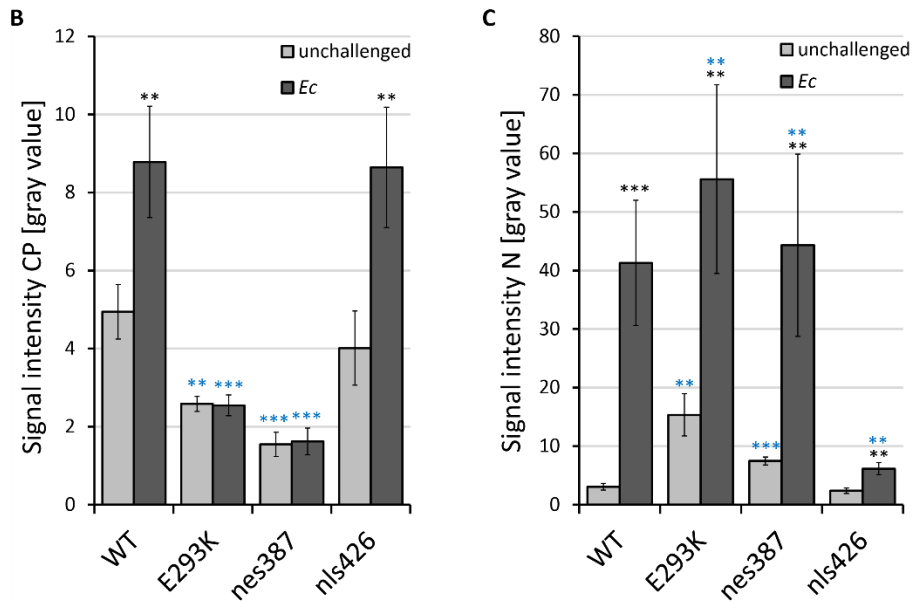 B
Signal intensity CP [gray value]
12
10
8
6
4
2
0
unchallenged
Ec
**
**
** ***
*** ***
WT
E293K
nes387
nls426
C
Signal intensity N [gray value]
80
70
60
50
40
30
20
10
0
unchallenged
Ec
***
**
**
**
**
**
***
**
**
WT
E293K
nes387
nls426